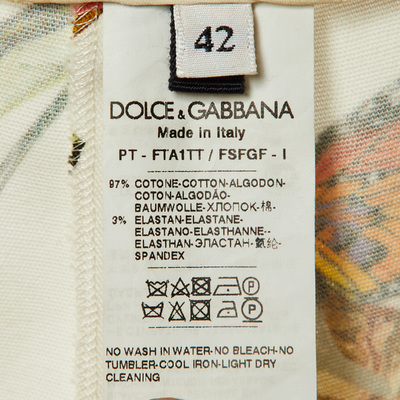 42
DOLCE & GABBANA
Made in Italy
PT - FTA1TT / FSFGF - I
97% COTONE-COTTON-ALGODON-
COTON-ALGODÃO-
BAUMWOLLE-ХЛОПОК-棉-
3% ELASTAN-ELASTANE-
ELASTANO-ELASTHANNE--
ELASTHAN-ЭЛАСТАН-氨纶-
SPANDEX
P
P
NO WASH IN WATER-NO BLEACH-NO
TUMBLER-COOL IRON-LIGHT DRY
CLEANING